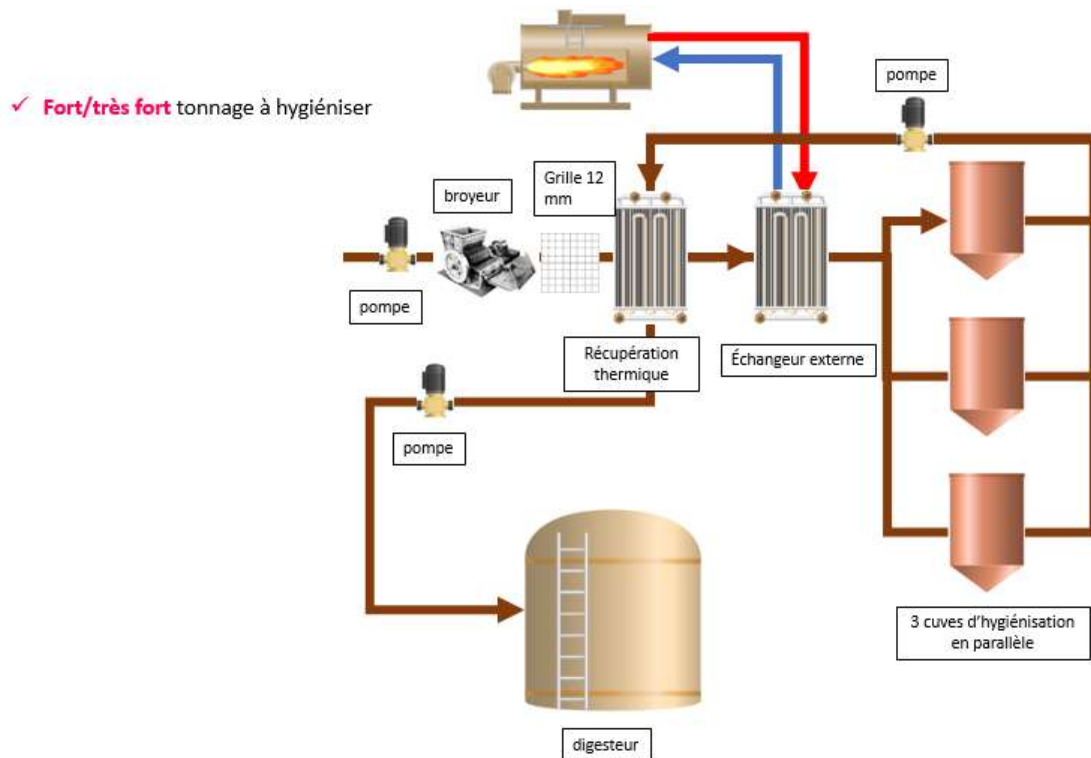 pompe
✓ Fort/très fort tonnage à hygiéniser
Grille 12
mm
broyeur
pompe
Récupération
thermique
Échangeur externe
pompe
3 cuves d'hygiénisation
en parallèle
digesteur